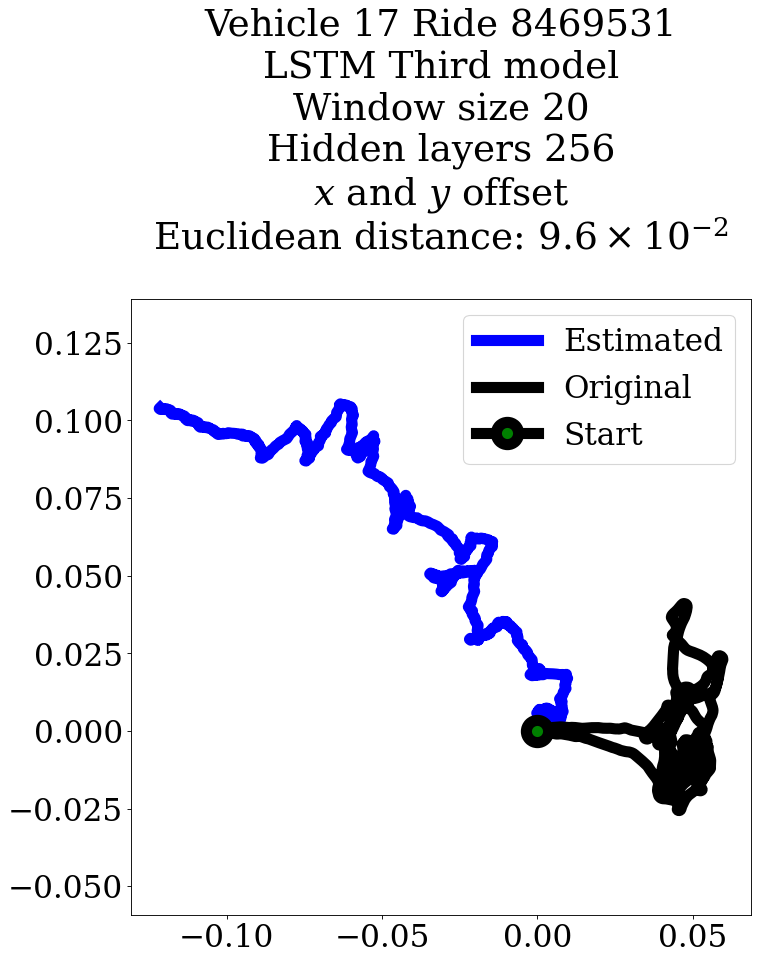 Vehicle 17 Ride 8469531
LSTM Third model
Window size 20
Hidden layers 256
x and y offset
Euclidean distance: 9.6 × 10⁻²
Estimated
Original
Start
0.125
0.100
0.075
0.050
0.025
0.000
−0.025
−0.050
−0.10 −0.05 0.00 0.05